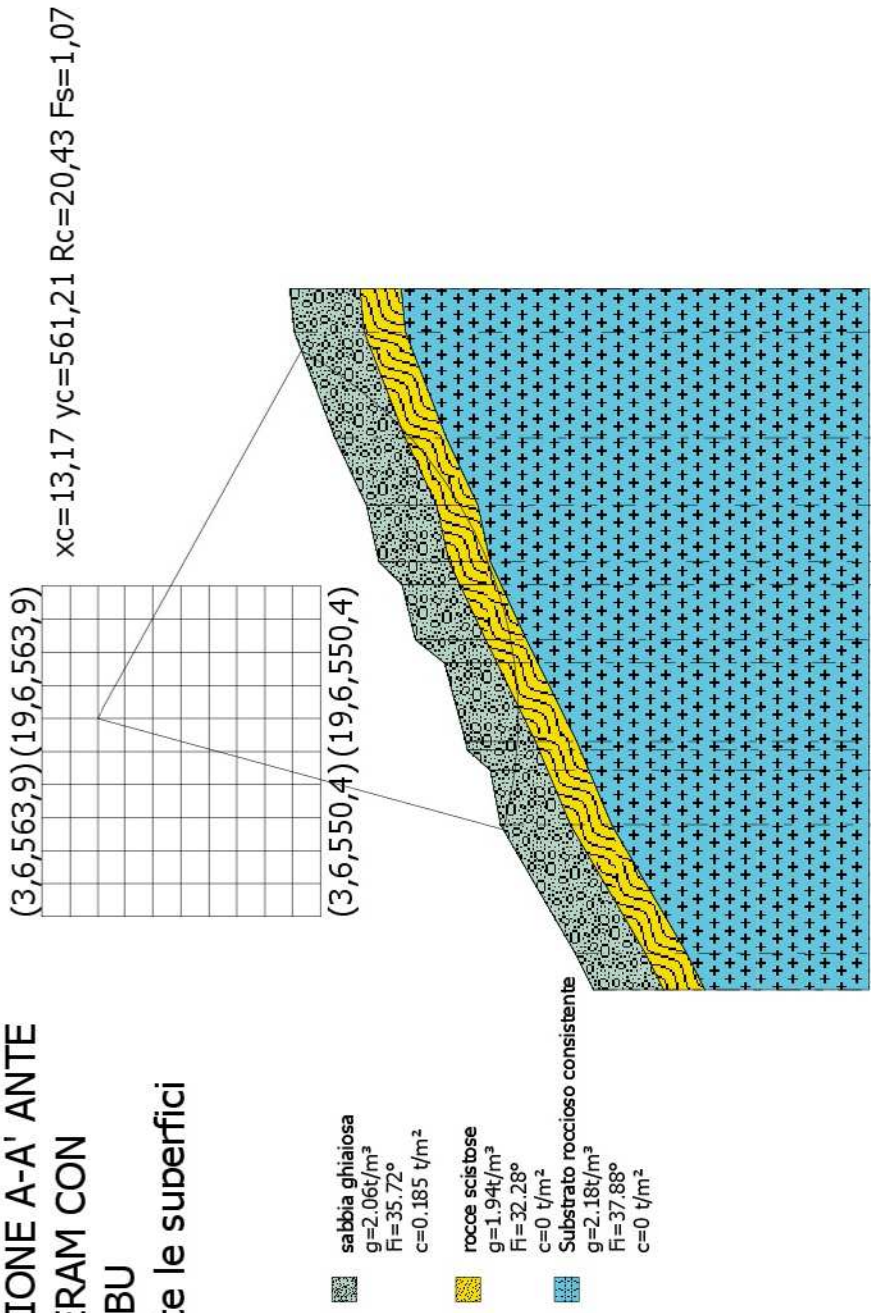 IONE A-A' ANTE
ERAM CON
BU
e le superfici
(3,6,563,9) (19,6,563,9)
xc=13,17 yc=561,21 Rc=20,43 Fs=1,07
(3,6,550,4) (19,6,550,4)
sabbia ghiaiosa
g=2.06t/m³
Fi=35.72°
c=0.185 t/m²
rocce scistose
g=1.94t/m³
Fi=32.28°
c=0 t/m²
Substrato roccioso consistente
g=2.18t/m³
Fi=37.88°
c=0 t/m²